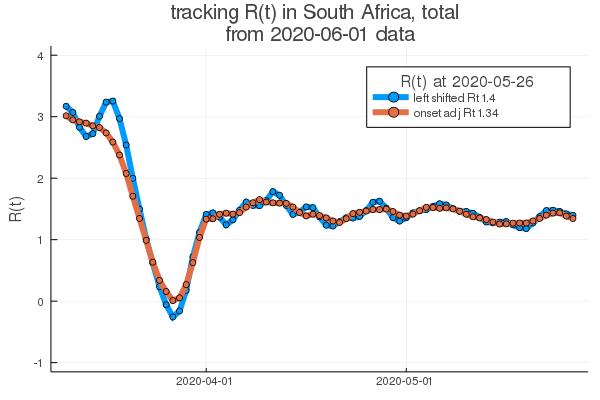 tracking R(t) in South Africa, total
from 2020-06-01 data
R(t) at 2020-05-26
left shifted Rt 1.4
onset adj Rt 1.34
R(t)
4
3
2
1
0
-1
2020-04-01
2020-05-01